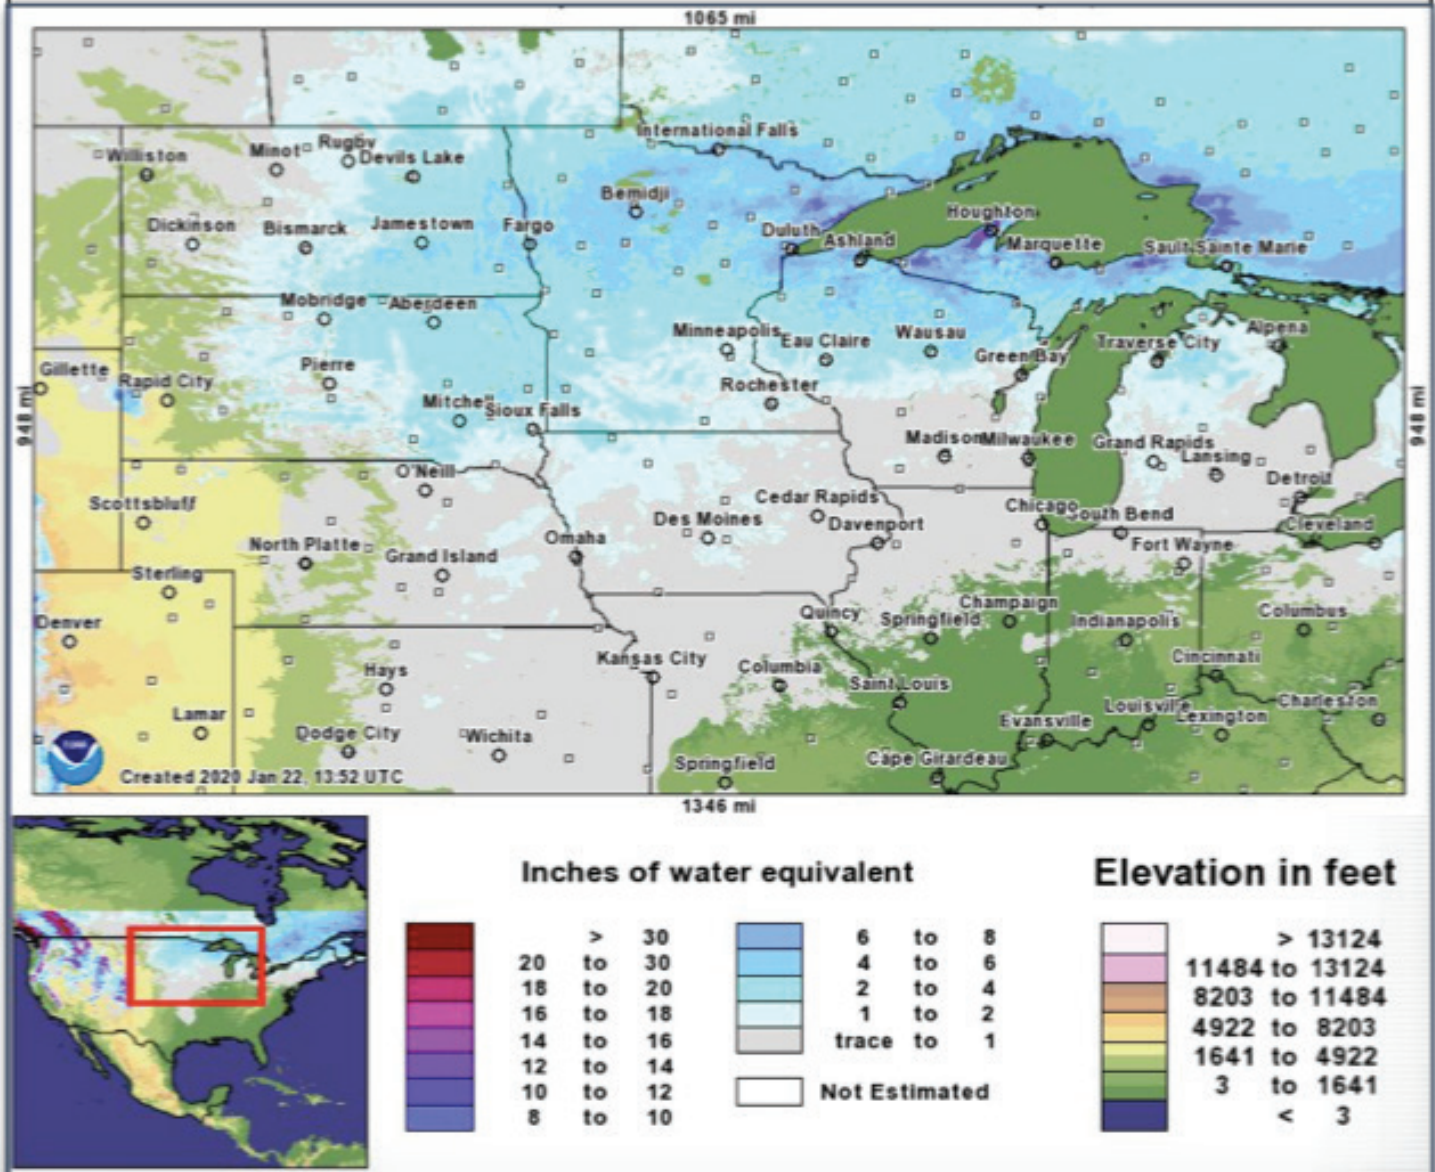 1065 mi
International Falls
Williston
Minot
Rugby
Devils Lake
Bemidji
Dickinson
Bismarck
Jamestown
Fargo
Duluth
Ashland
Houghton
Marquette
Sault Sainte Marie
Mobridge
Aberdeen
Minneapolis
Eau Claire
Wausau
Green Bay
Traverse City
Alpena
Gillette
Rapid City
Pierre
Rochester
948 mi
948 mi
Mitchell
Sioux Falls
Madison
Milwaukee
Grand Rapids
Lansing
O'Neill
Detroit
Scottsbluff
Cedar Rapids
Chicago
South Bend
Des Moines
Davenport
Cleveland
North Platte
Grand Island
Omaha
Fort Wayne
Sterling
Denver
Quincy
Springfield
Champaign
Indianapolis
Columbus
Hays
Kansas City
Columbia
Saint Louis
Cincinnati
Lamar
Dodge City
Wichita
Evansville
Louisville
Lexington
Charleston
Springfield
Cape Girardeau
Created 2020 Jan 22, 13:52 UTC
1346 mi
Inches of water equivalent
> 30
20 to 30
18 to 20
16 to 18
14 to 16
12 to 14
10 to 12
8 to 10
6 to 8
4 to 6
2 to 4
1 to 2
trace to 1
Not Estimated
Elevation in feet
> 13124
11484 to 13124
8203 to 11484
4922 to 8203
1641 to 4922
3 to 1641
< 3